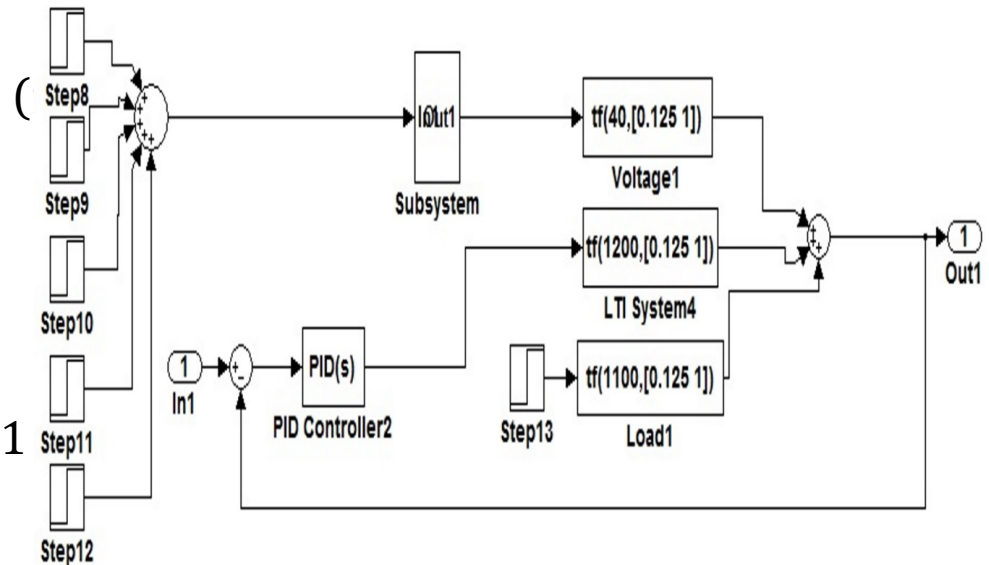 (
Step8
Step9
Step10
1
Step11
Step12
Subsystem
tf(40,[0.125 1])
Voltage1
tf(1200,[0.125 1])
LTI System4
1
In1
PID(s)
PID Controller2
Step13
tf(1100,[0.125 1])
Load1
1
Out1